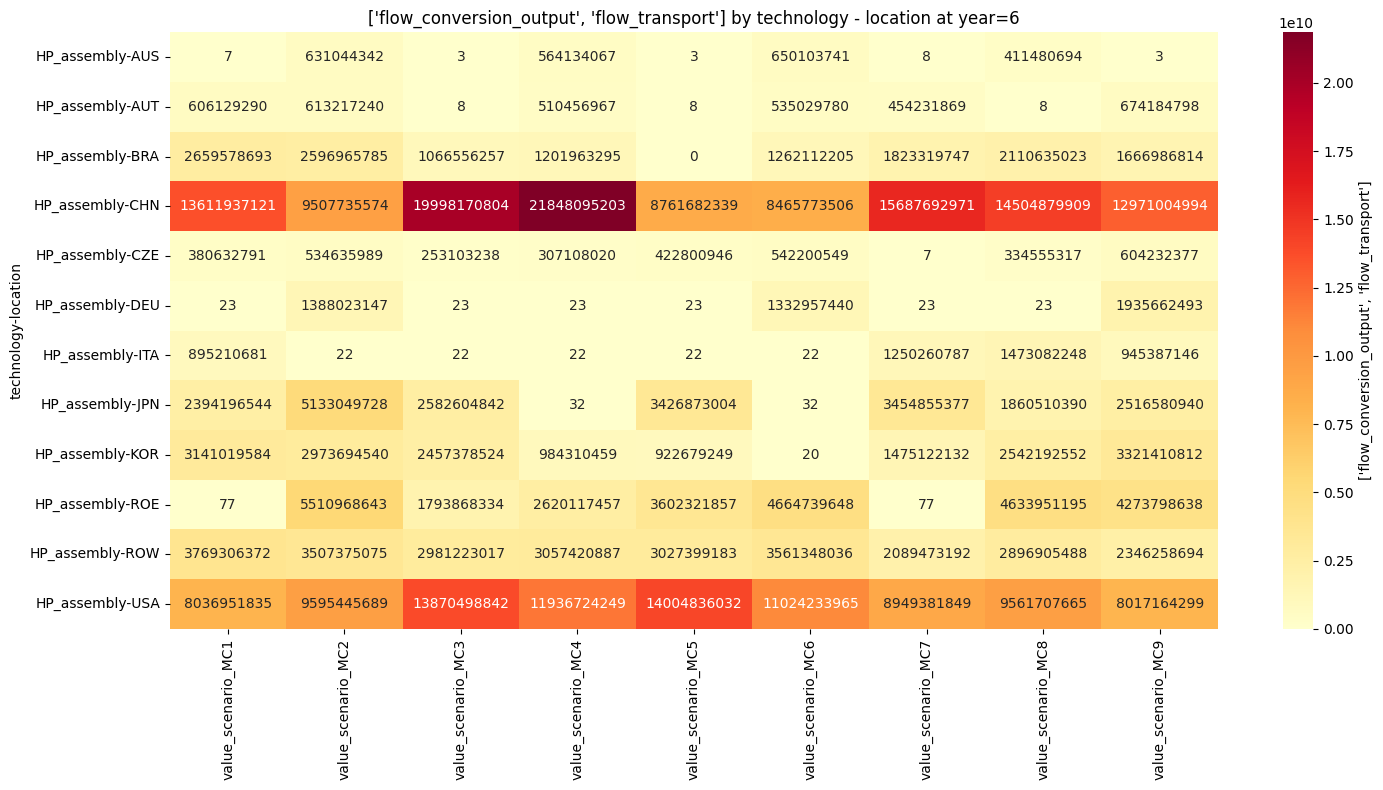 ['flow_conversion_output', 'flow_transport'] by technology - location at year=6
1e10
HP_assembly-AUS 7 631044342 3 564134067 3 650103741 8 411480694 3
HP_assembly-AUT 606129290 613217240 8 510456967 8 535029780 454231869 8 674184798
HP_assembly-BRA 2659578693 2596965785 1066556257 1201963295 0 1262112205 1823319747 2110635023 1666986814
HP_assembly-CHN 13611937121 9507735574 19998170804 21848095203 8761682339 8465773506 15687692971 14504879909 12971004994
HP_assembly-CZE 380632791 534635989 253103238 307108020 422800946 542200549 7 334555317 604232377
HP_assembly-DEU 23 1388023147 23 23 23 1332957440 23 23 1935662493
HP_assembly-ITA 895210681 22 22 22 22 22 1250260787 1473082248 945387146
HP_assembly-JPN 2394196544 5133049728 2582604842 32 3426873004 32 3454855377 1860510390 2516580940
HP_assembly-KOR 3141019584 2973694540 2457378524 984310459 922679249 20 1475122132 2542192552 3321410812
HP_assembly-ROE 77 5510968643 1793868334 2620117457 3602321857 4664739648 77 4633951195 4273798638
HP_assembly-ROW 3769306372 3507375075 2981223017 3057420887 3027399183 3561348036 2089473192 2896905488 2346258694
HP_assembly-USA 8036951835 9595445689 13870498842 11936724249 14004836032 11024233965 8949381849 9561707665 8017164299
technology-location
value_scenario_MC1
value_scenario_MC2
value_scenario_MC3
value_scenario_MC4
value_scenario_MC5
value_scenario_MC6
value_scenario_MC7
value_scenario_MC8
value_scenario_MC9
2.00
1.75
1.50
1.25
1.00
0.75
0.50
0.25
0.00
['flow_conversion_output', 'flow_transport']